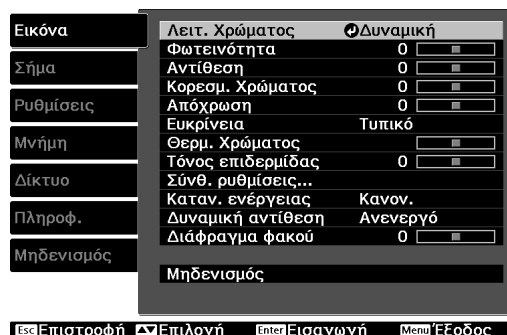 Εικόνα
Σήμα
Ρυθμίσεις
Μνήμη
Δίκτυο
Πληροφ.
Μηδενισμός
Λειτ. Χρώματος Δυναμική
Φωτεινότητα 0
Αντίθεση 0
Κορεσμ. Χρώματος 0
Απόχρωση 0
Ευκρίνεια Τυπικό
Θερμ. Χρώματος
Τόνος επιδερμίδας 0
Σύνθ. ρυθμίσεις...
Καταν. ενέργειας Κανον.
Δυναμική αντίθεση Ανενεργό
Διάφραγμα φακού 0
Μηδενισμός
Esc Επιστροφή Επιλογή Enter Εισαγωγή Menu Έξοδος